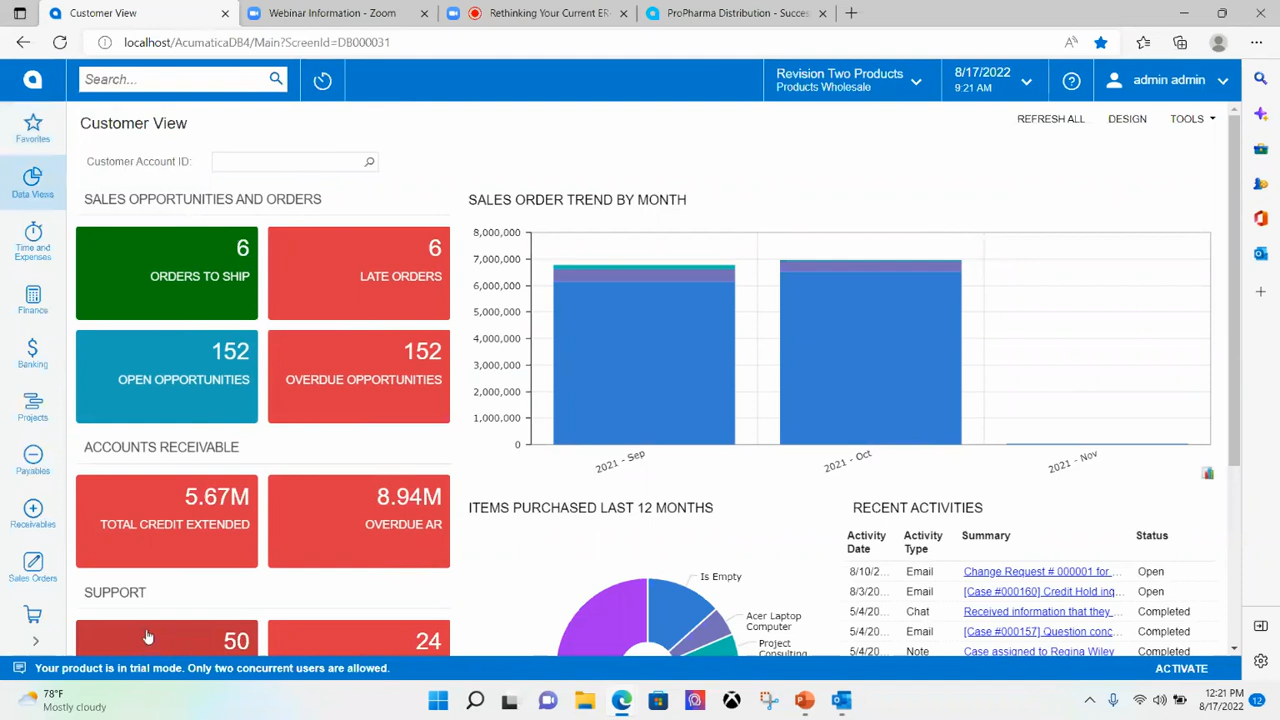 Customer View
Webinar Information - Zoom
Rethinking Your Current ER
ProPharma Distribution - Succes
localhost/AcumaticaDB4/Main?ScreenId=DB000031
Search...
Revision Two Products
Products Wholesale
8/17/2022
9:21 AM
admin admin
Favorites
Data Views
Time and
Expenses
Finance
Banking
Projects
Payables
Receivables
Sales Orders
Customer View
REFRESH ALL
DESIGN
TOOLS
Customer Account ID:
SALES OPPORTUNITIES AND ORDERS
6
ORDERS TO SHIP
6
LATE ORDERS
152
OPEN OPPORTUNITIES
152
OVERDUE OPPORTUNITIES
ACCOUNTS RECEIVABLE
5.67M
TOTAL CREDIT EXTENDED
8.94M
OVERDUE AR
SUPPORT
50
24
SALES ORDER TREND BY MONTH
8,000,000
7,000,000
6,000,000
5,000,000
4,000,000
3,000,000
2,000,000
1,000,000
0
2021 - Sep
2021 - Oct
2021 - Nov
ITEMS PURCHASED LAST 12 MONTHS
Is Empty
Acer Laptop
Computer
Project
Consulting
RECENT ACTIVITIES
Activity Date Activity Type Summary Status
8/10/2... Email Change Request # 000001 for ... Open
8/3/20... Email [Case #000160] Credit Hold inq... Open
5/4/20... Chat Received information that they ... Completed
5/4/20... Email [Case #000157] Question conc... Completed
5/4/20... Note Case assigned to Regina Wiley Completed
Your product is in trial mode. Only two concurrent users are allowed.
ACTIVATE
78°F
Mostly cloudy
12:21 PM
8/17/2022
12